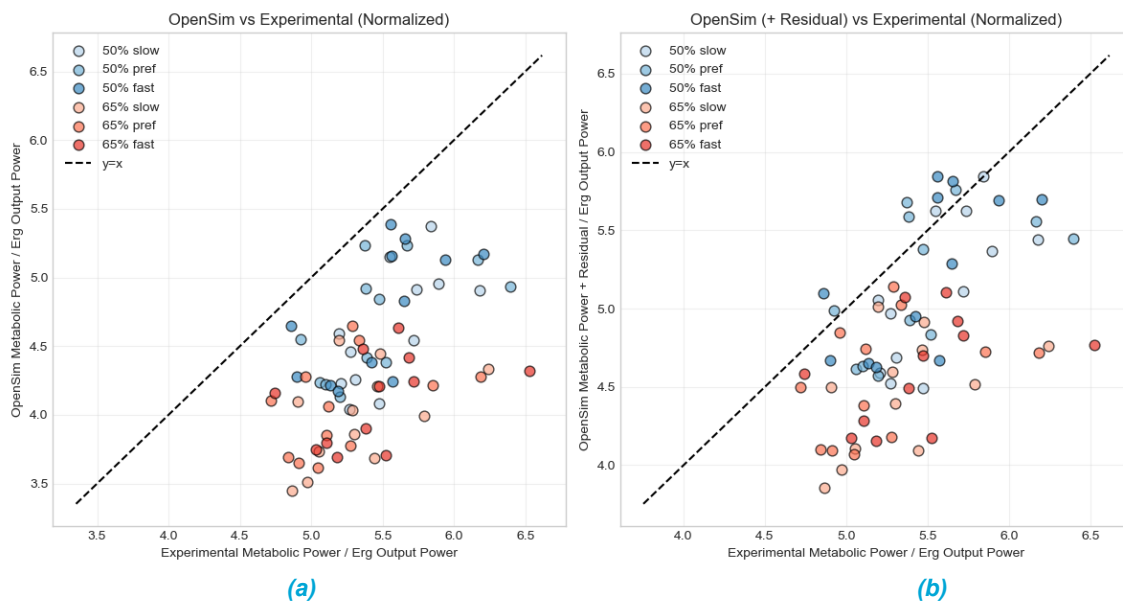 OpenSim vs Experimental (Normalized)
50% slow
50% pref
50% fast
65% slow
65% pref
65% fast
y=x
OpenSim Metabolic Power / Erg Output Power
6.5
6.0
5.5
5.0
4.5
4.0
3.5
3.5 4.0 4.5 5.0 5.5 6.0 6.5
Experimental Metabolic Power / Erg Output Power
(a)
OpenSim (+ Residual) vs Experimental (Normalized)
50% slow
50% pref
50% fast
65% slow
65% pref
65% fast
y=x
OpenSim Metabolic Power + Residual / Erg Output Power
6.5
6.0
5.5
5.0
4.5
4.0
4.0 4.5 5.0 5.5 6.0 6.5
Experimental Metabolic Power / Erg Output Power
(b)